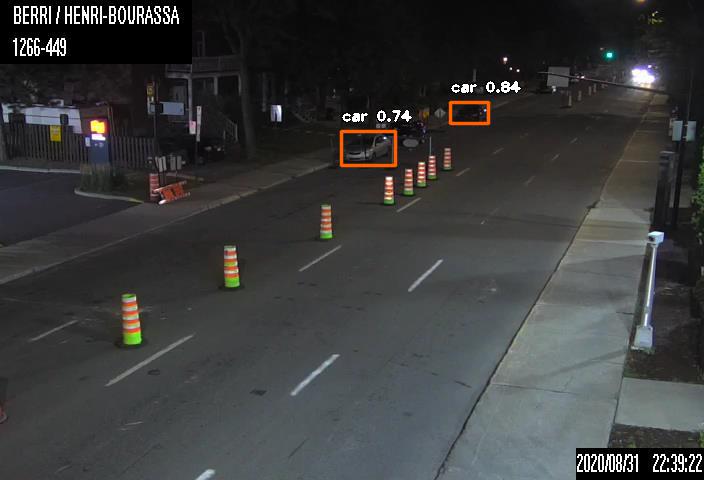 BERRI / HENRI-BOURASSA
1266-449
car 0.84
car 0.74
2020/08/31 22:39:22